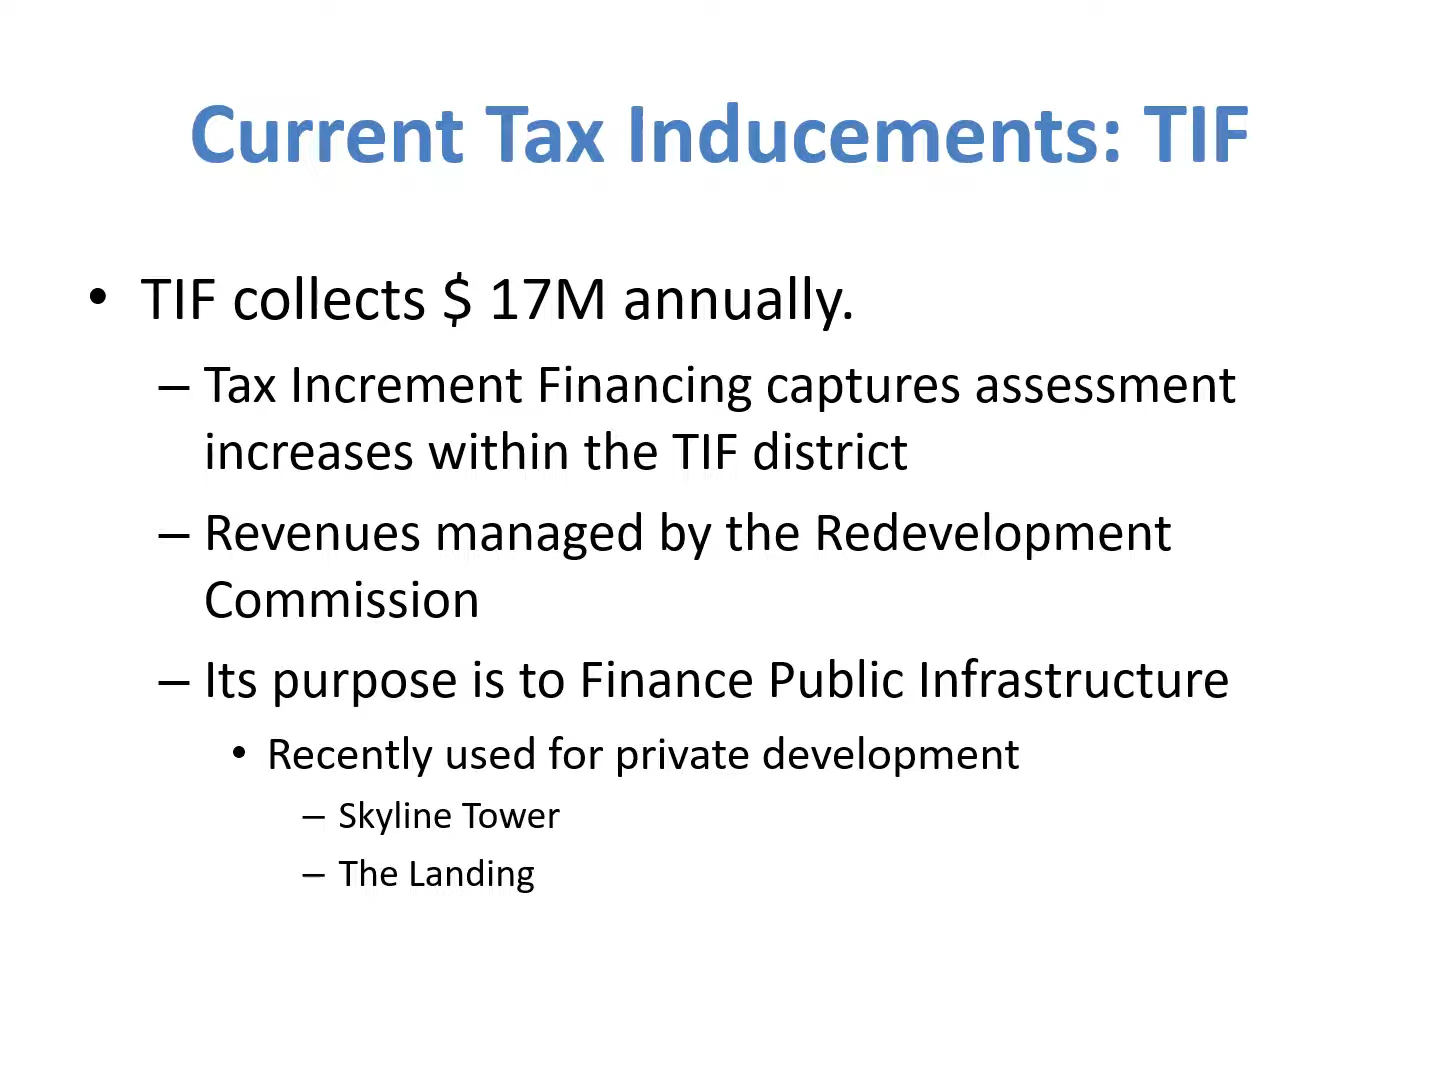 Current Tax Inducements: TIF
• TIF collects $ 17M annually.
– Tax Increment Financing captures assessment
increases within the TIF district
– Revenues managed by the Redevelopment
Commission
– Its purpose is to Finance Public Infrastructure
• Recently used for private development
– Skyline Tower
– The Landing